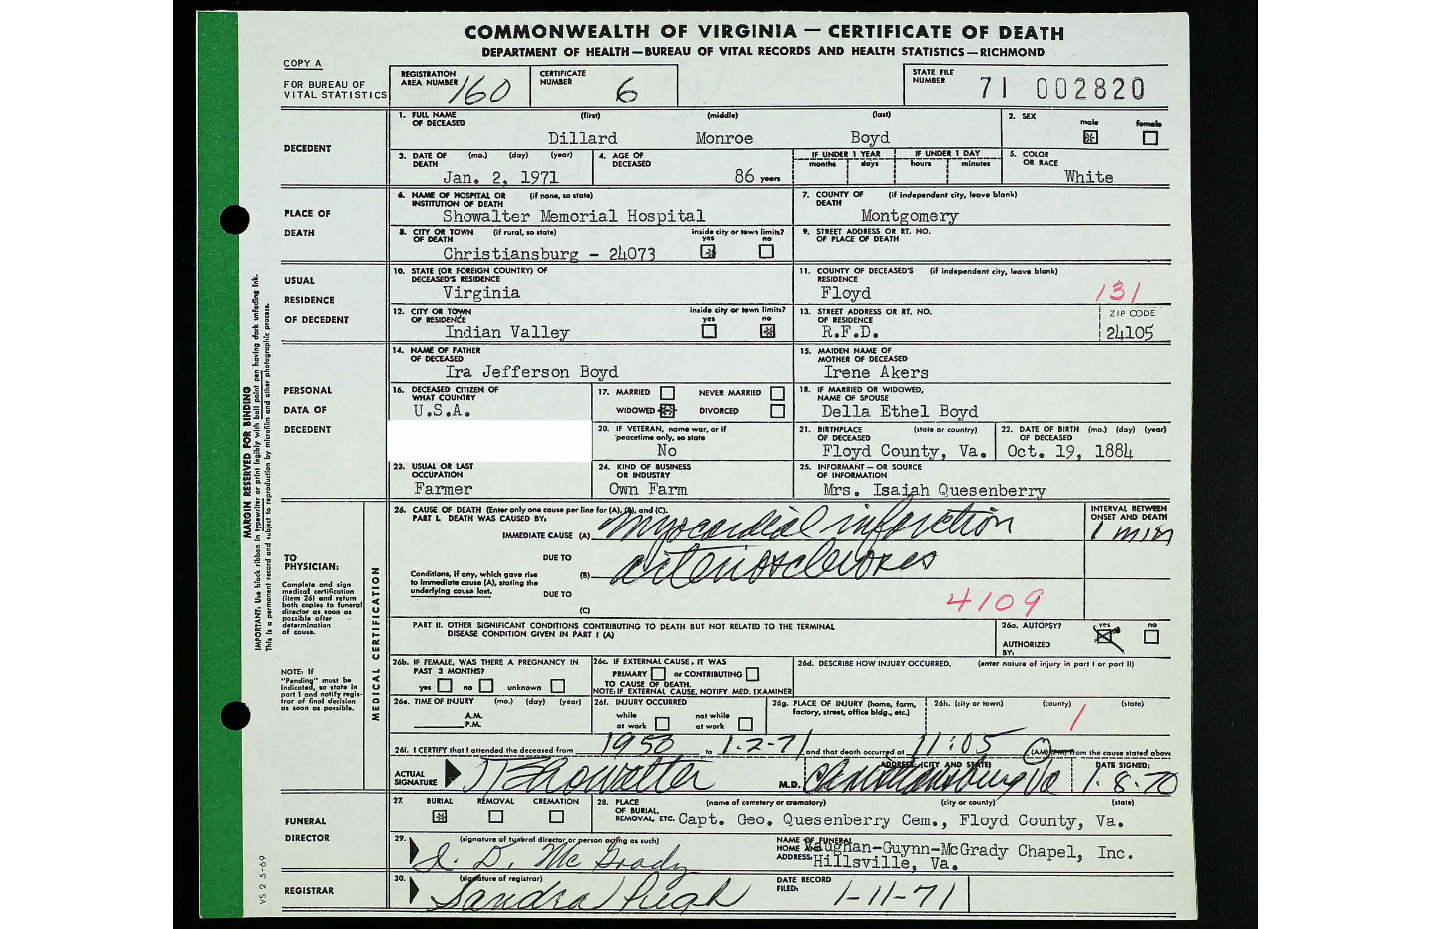 COMMONWEALTH OF VIRGINIA — CERTIFICATE OF DEATH
DEPARTMENT OF HEALTH—BUREAU OF VITAL RECORDS AND HEALTH STATISTICS—RICHMOND
COPY A
FOR BUREAU OF VITAL STATISTICS
REGISTRATION AREA NUMBER 160
CERTIFICATE NUMBER 6
STATE FILE NUMBER 71 002820
DECEDENT
1. FULL NAME OF DECEASED (first) (middle) (last)
Dillard Monroe Boyd
2. SEX male female
3. DATE OF DEATH (mo.) (day) (year)
Jan. 2, 1971
4. AGE OF DECEASED
86 years
IF UNDER 1 YEAR months days
IF UNDER 1 DAY hours minutes
5. COLOR OR RACE
White
PLACE OF DEATH
6. NAME OF HOSPITAL OR INSTITUTION OF DEATH (if none, so state)
Showalter Memorial Hospital
7. COUNTY OF DEATH (if independent city, leave blank)
Montgomery
8. CITY OR TOWN OF DEATH (if rural, so state) inside city or town limits? yes no
Christiansburg - 24073
9. STREET ADDRESS OR RT. NO. OF PLACE OF DEATH
USUAL RESIDENCE OF DECEDENT
10. STATE (OR FOREIGN COUNTRY) OF DECEASED'S RESIDENCE
Virginia
11. COUNTY OF DECEASED'S RESIDENCE (if independent city, leave blank)
Floyd 131
12. CITY OR TOWN OF RESIDENCE inside city or town limits? yes no
Indian Valley
13. STREET ADDRESS OR RT. NO. OF RESIDENCE
R.F.D.
ZIP CODE
24105
PERSONAL DATA OF DECEDENT
14. NAME OF FATHER OF DECEASED
Ira Jefferson Boyd
15. MAIDEN NAME OF MOTHER OF DECEASED
Irene Akers
16. DECEASED CITIZEN OF WHAT COUNTRY
U.S.A.
17. MARRIED NEVER MARRIED
WIDOWED DIVORCED
18. IF MARRIED OR WIDOWED, NAME OF SPOUSE
Della Ethel Boyd
20. IF VETERAN, name war, or if peacetime only, so state
No
21. BIRTHPLACE OF DECEASED (state or country)
Floyd County, Va.
22. DATE OF BIRTH OF DECEASED (mo.) (day) (year)
Oct. 19, 1884
23. USUAL OR LAST OCCUPATION
Farmer
24. KIND OF BUSINESS OR INDUSTRY
Own Farm
25. INFORMANT — OR SOURCE OF INFORMATION
Mrs. Isaiah Quesenberry
MARGIN RESERVED FOR BINDING
IMPORTANT: Use black ribbon in typewriter or print legibly with ball point pen having dark unfading ink.
This is a permanent record and subject to reproduction by microfilm and other photographic process.
TO PHYSICIAN:
Complete and sign medical certification (item 26) and return both copies to funeral director as soon as possible after determination of cause.
NOTE: If "Pending" must be indicated, so state in part 1 and notify registrar of final decision as soon as possible.
MEDICAL CERTIFICATION
26. CAUSE OF DEATH (Enter only one cause per line for (A), (B), and (C).
PART I. DEATH WAS CAUSED BY:
IMMEDIATE CAUSE (A) myocardial infarction
INTERVAL BETWEEN ONSET AND DEATH
1 min
DUE TO
(B) arteriosclerosis
Conditions, if any, which gave rise to immediate cause (A), stating the underlying cause last.
DUE TO
(C)
4109
PART II. OTHER SIGNIFICANT CONDITIONS CONTRIBUTING TO DEATH BUT NOT RELATED TO THE TERMINAL DISEASE CONDITION GIVEN IN PART I (A)
26a. AUTOPSY? yes no
AUTHORIZED BY:
26b. IF FEMALE, WAS THERE A PREGNANCY IN PAST 3 MONTHS?
yes no unknown
26c. IF EXTERNAL CAUSE, IT WAS
PRIMARY or CONTRIBUTING
TO CAUSE OF DEATH.
NOTE: IF EXTERNAL CAUSE, NOTIFY MED. EXAMINER
26d. DESCRIBE HOW INJURY OCCURRED. (enter nature of injury in part I or part II)
26e. TIME OF INJURY (mo.) (day) (year)
A.M.
P.M.
26f. INJURY OCCURRED
while at work not while at work
26g. PLACE OF INJURY (home, farm, factory, street, office bldg., etc.)
26h. (city or town) (county) (state)
26i. I CERTIFY that I attended the deceased from 1950 to 1-2-71 and that death occurred at 11:05 (AM) (PM) from the cause stated above
ACTUAL SIGNATURE M.D.
ADDRESS: (CITY AND STATE) Christiansburg Va
DATE SIGNED: 1-8-70
FUNERAL DIRECTOR
27. BURIAL REMOVAL CREMATION
28. PLACE OF BURIAL, REMOVAL, ETC. (name of cemetery or crematory) (city or county) (state)
Capt. Geo. Quesenberry Cem., Floyd County, Va.
29. (signature of funeral director or person acting as such)
S. D. McGrady
NAME OF FUNERAL HOME AND ADDRESS:
Vaughan-Guynn-McGrady Chapel, Inc.
Hillsville, Va.
REGISTRAR
30. (signature of registrar)
Sandra Pugh
DATE RECORD FILED: 1-11-71
VS 2 5-69